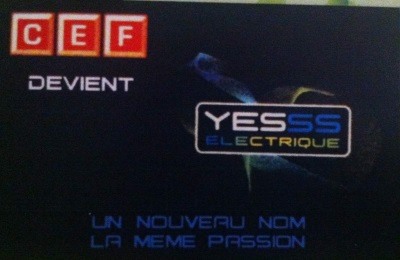 CEF
DEVIENT
YESSS
ELECTRIQUE
UN NOUVEAU NOM
LA MEME PASSION